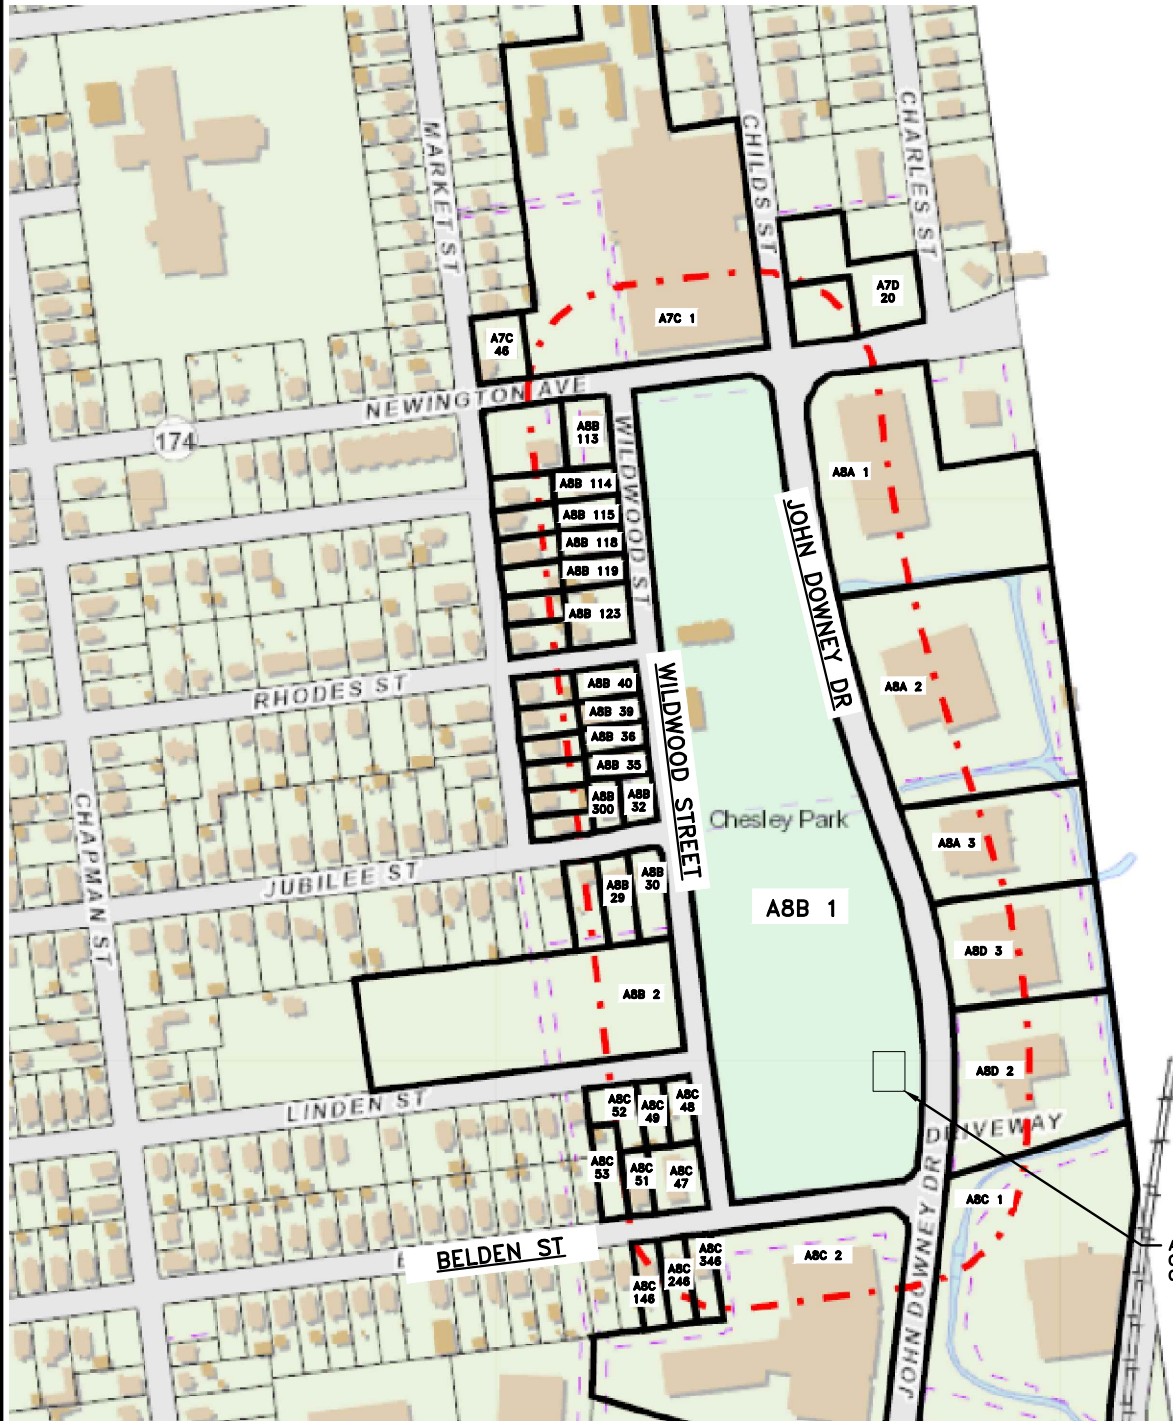 MARKET ST
CHILDS ST
CHARLES ST
A7D
20
A7C 1
A7C
46
NEWINGTON AVE
174
A8B
113
WILDWOOD ST
A8A 1
A8B 114
A8B 115
JOHN DOWNEY DR
A8B 118
A8B 119
A8B 123
RHODES ST
A8B 40
WILDWOOD STREET
A8A 2
A8B 39
A8B 36
A8B 35
A8B
300
A8B
32
CHAPMAN ST
Chesley Park
A8A 3
JUBILEE ST
A8B
29
A8B
30
A8B 1
A8D 3
A8B 2
A8D 2
LINDEN ST
A8C
52
A8C
49
A8C
48
DRIVEWAY
A8C
53
A8C
51
A8C
47
A8C 1
JOHN DOWNEY DR
BELDEN ST
A8C
146
A8C
246
A8C
346
A8C 2